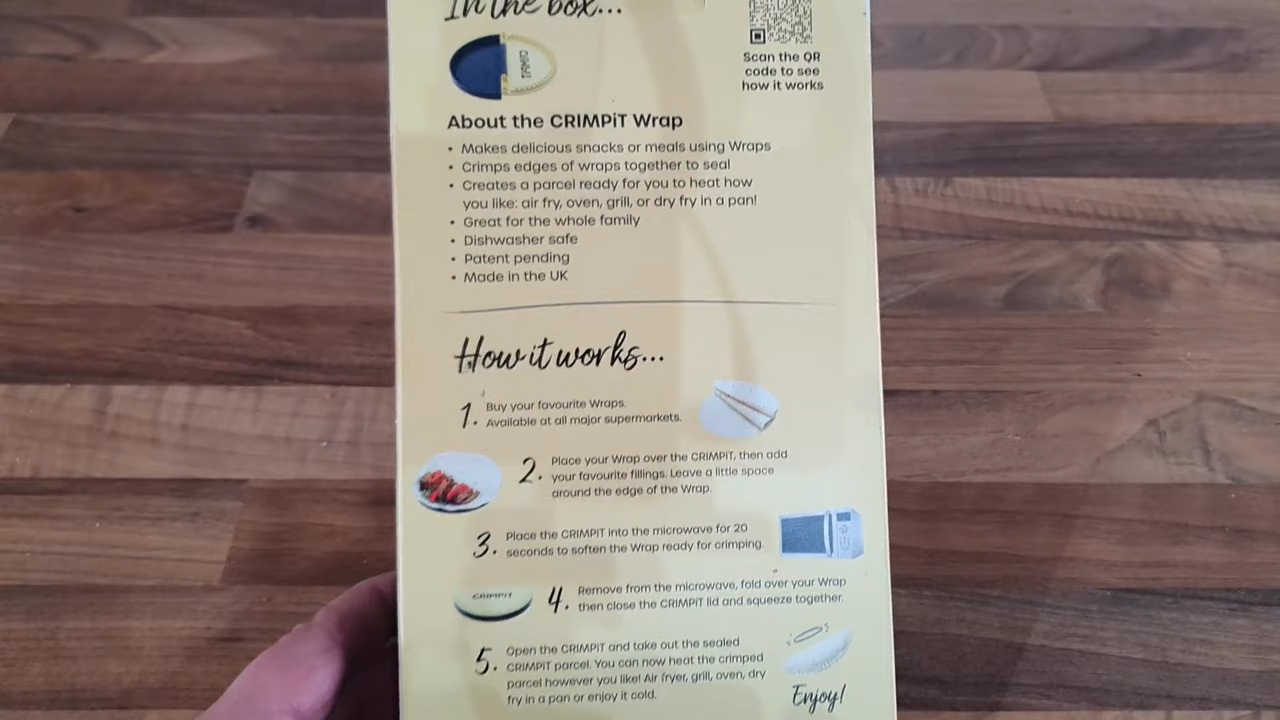 In the box...
CRIMPiT
Scan the QR
code to see
how it works
About the CRIMPiT Wrap
• Makes delicious snacks or meals using Wraps
• Crimps edges of wraps together to seal
• Creates a parcel ready for you to heat how
you like: air fry, oven, grill, or dry fry in a pan!
• Great for the whole family
• Dishwasher safe
• Patent pending
• Made in the UK
How it works...
1. Buy your favourite Wraps.
Available at all major supermarkets.
2. Place your Wrap over the CRIMPiT, then add
your favourite fillings. Leave a little space
around the edge of the Wrap.
3. Place the CRIMPiT into the microwave for 20
seconds to soften the Wrap ready for crimping.
CRIMPiT
4. Remove from the microwave, fold over your Wrap
then close the CRIMPiT lid and squeeze together.
5. Open the CRIMPiT and take out the sealed
CRIMPiT parcel. You can now heat the crimped
parcel however you like! Air fryer, grill, oven, dry
fry in a pan or enjoy it cold.
Enjoy!